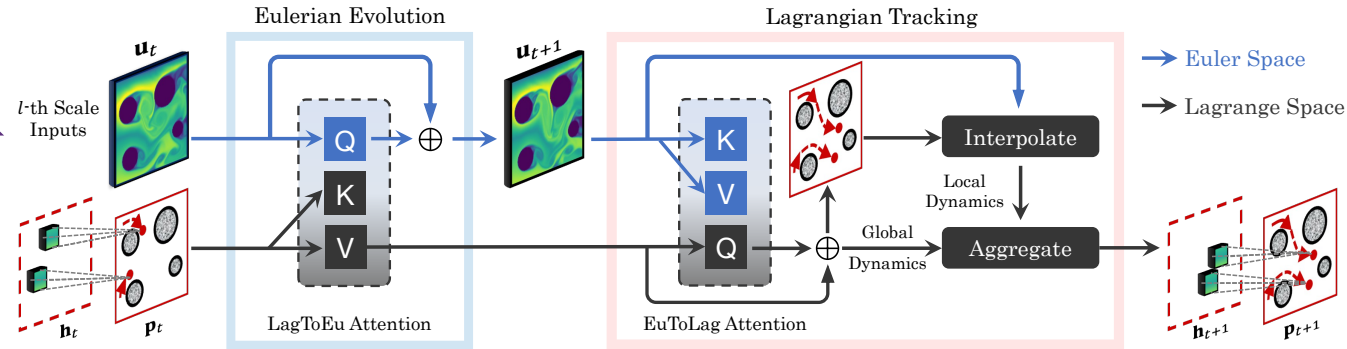 Eulerian Evolution
Lagrangian Tracking
u_t
u_{t+1}
l-th Scale
Inputs
Q
K
V
⊕
K
V
Q
⊕
Interpolate
Local
Dynamics
Global
Dynamics
Aggregate
Euler Space
Lagrange Space
LagToEu Attention
EuToLag Attention
h_t
p_t
h_{t+1}
p_{t+1}